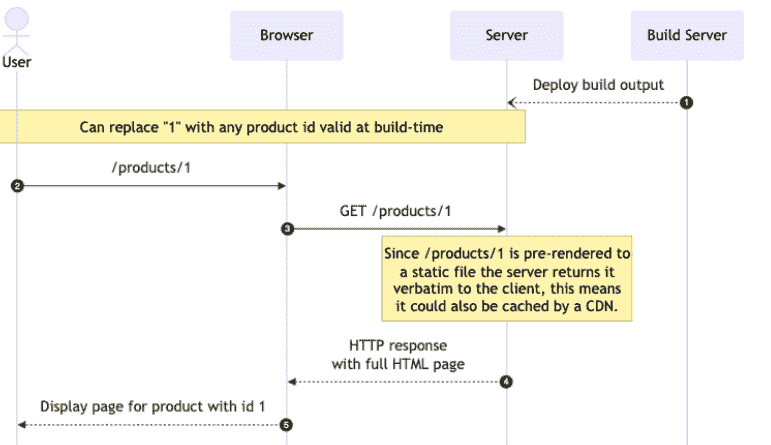 Browser
Server
Build Server
User
Deploy build output
1
Can replace "1" with any product id valid at build-time
/products/1
2
GET /products/1
3
Since /products/1 is pre-rendered to
a static file the server returns it
verbatim to the client, this means
it could also be cached by a CDN.
HTTP response
with full HTML page
4
Display page for product with id 1
5